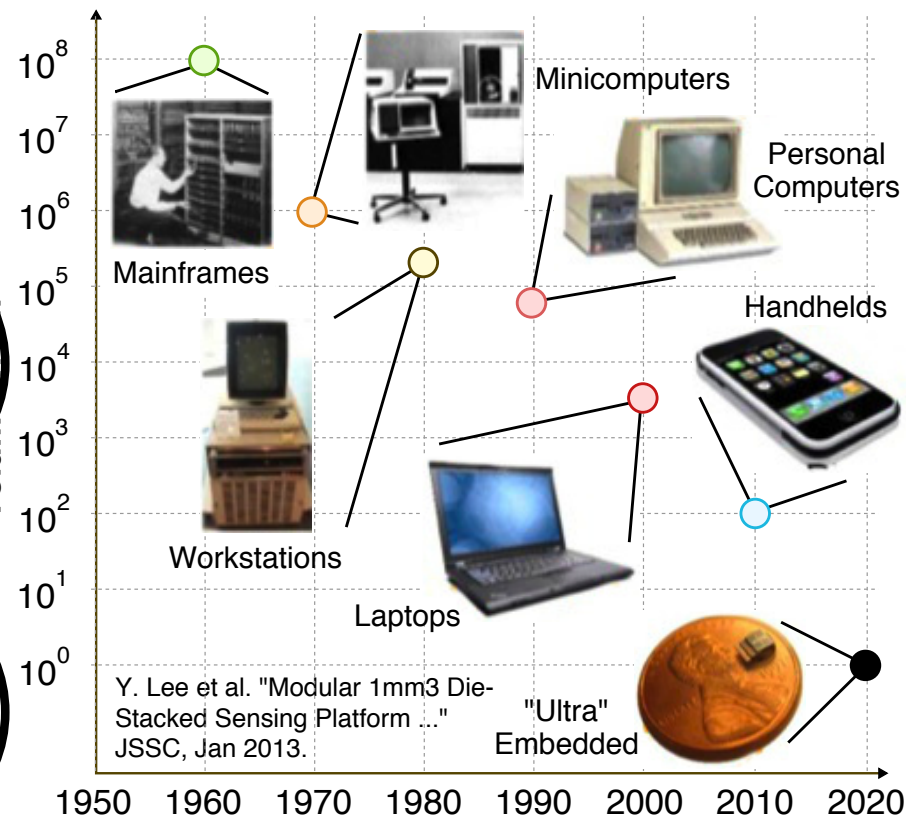 10^8
10^7
10^6
10^5
10^4
10^3
10^2
10^1
10^0
Minicomputers
Personal
Computers
Mainframes
Handhelds
Workstations
Laptops
"Ultra"
Embedded
Y. Lee et al. "Modular 1mm3 Die-
Stacked Sensing Platform ..."
JSSC, Jan 2013.
1950 1960 1970 1980 1990 2000 2010 2020